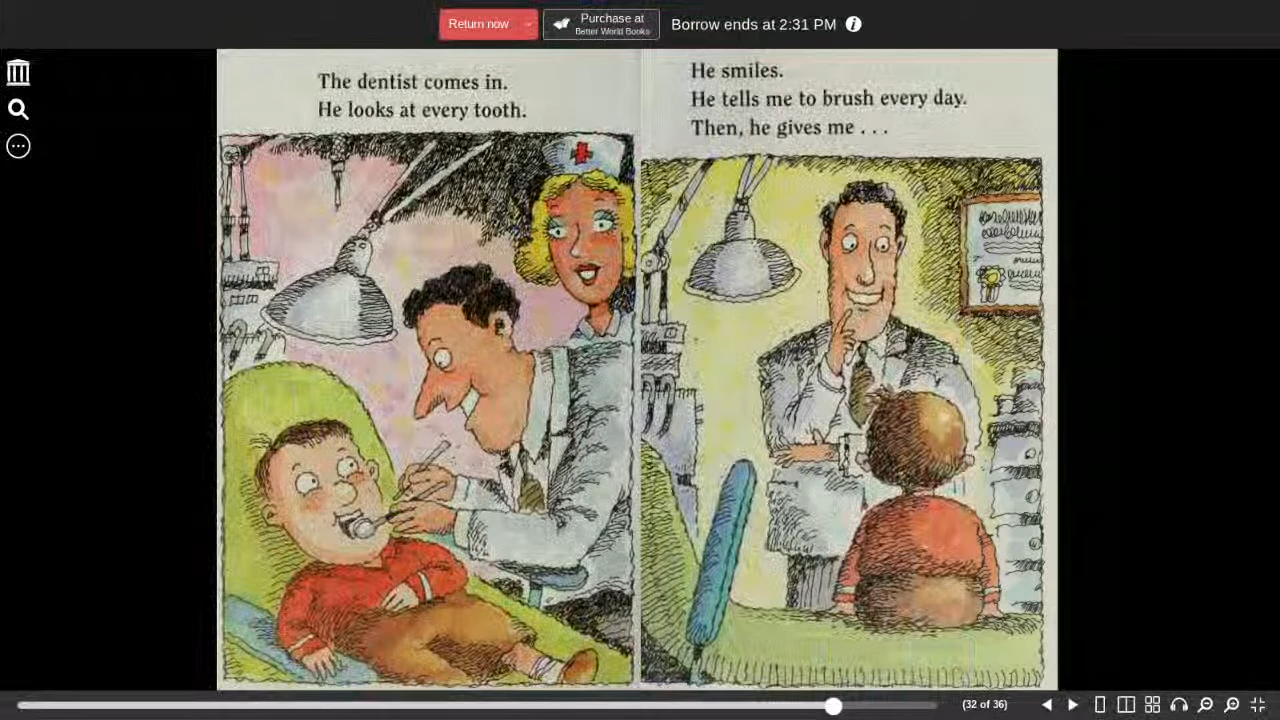 Return now
Purchase at
Better World Books
Borrow ends at 2:31 PM
The dentist comes in.
He looks at every tooth.
He smiles.
He tells me to brush every day.
Then, he gives me . . .
(32 of 36)